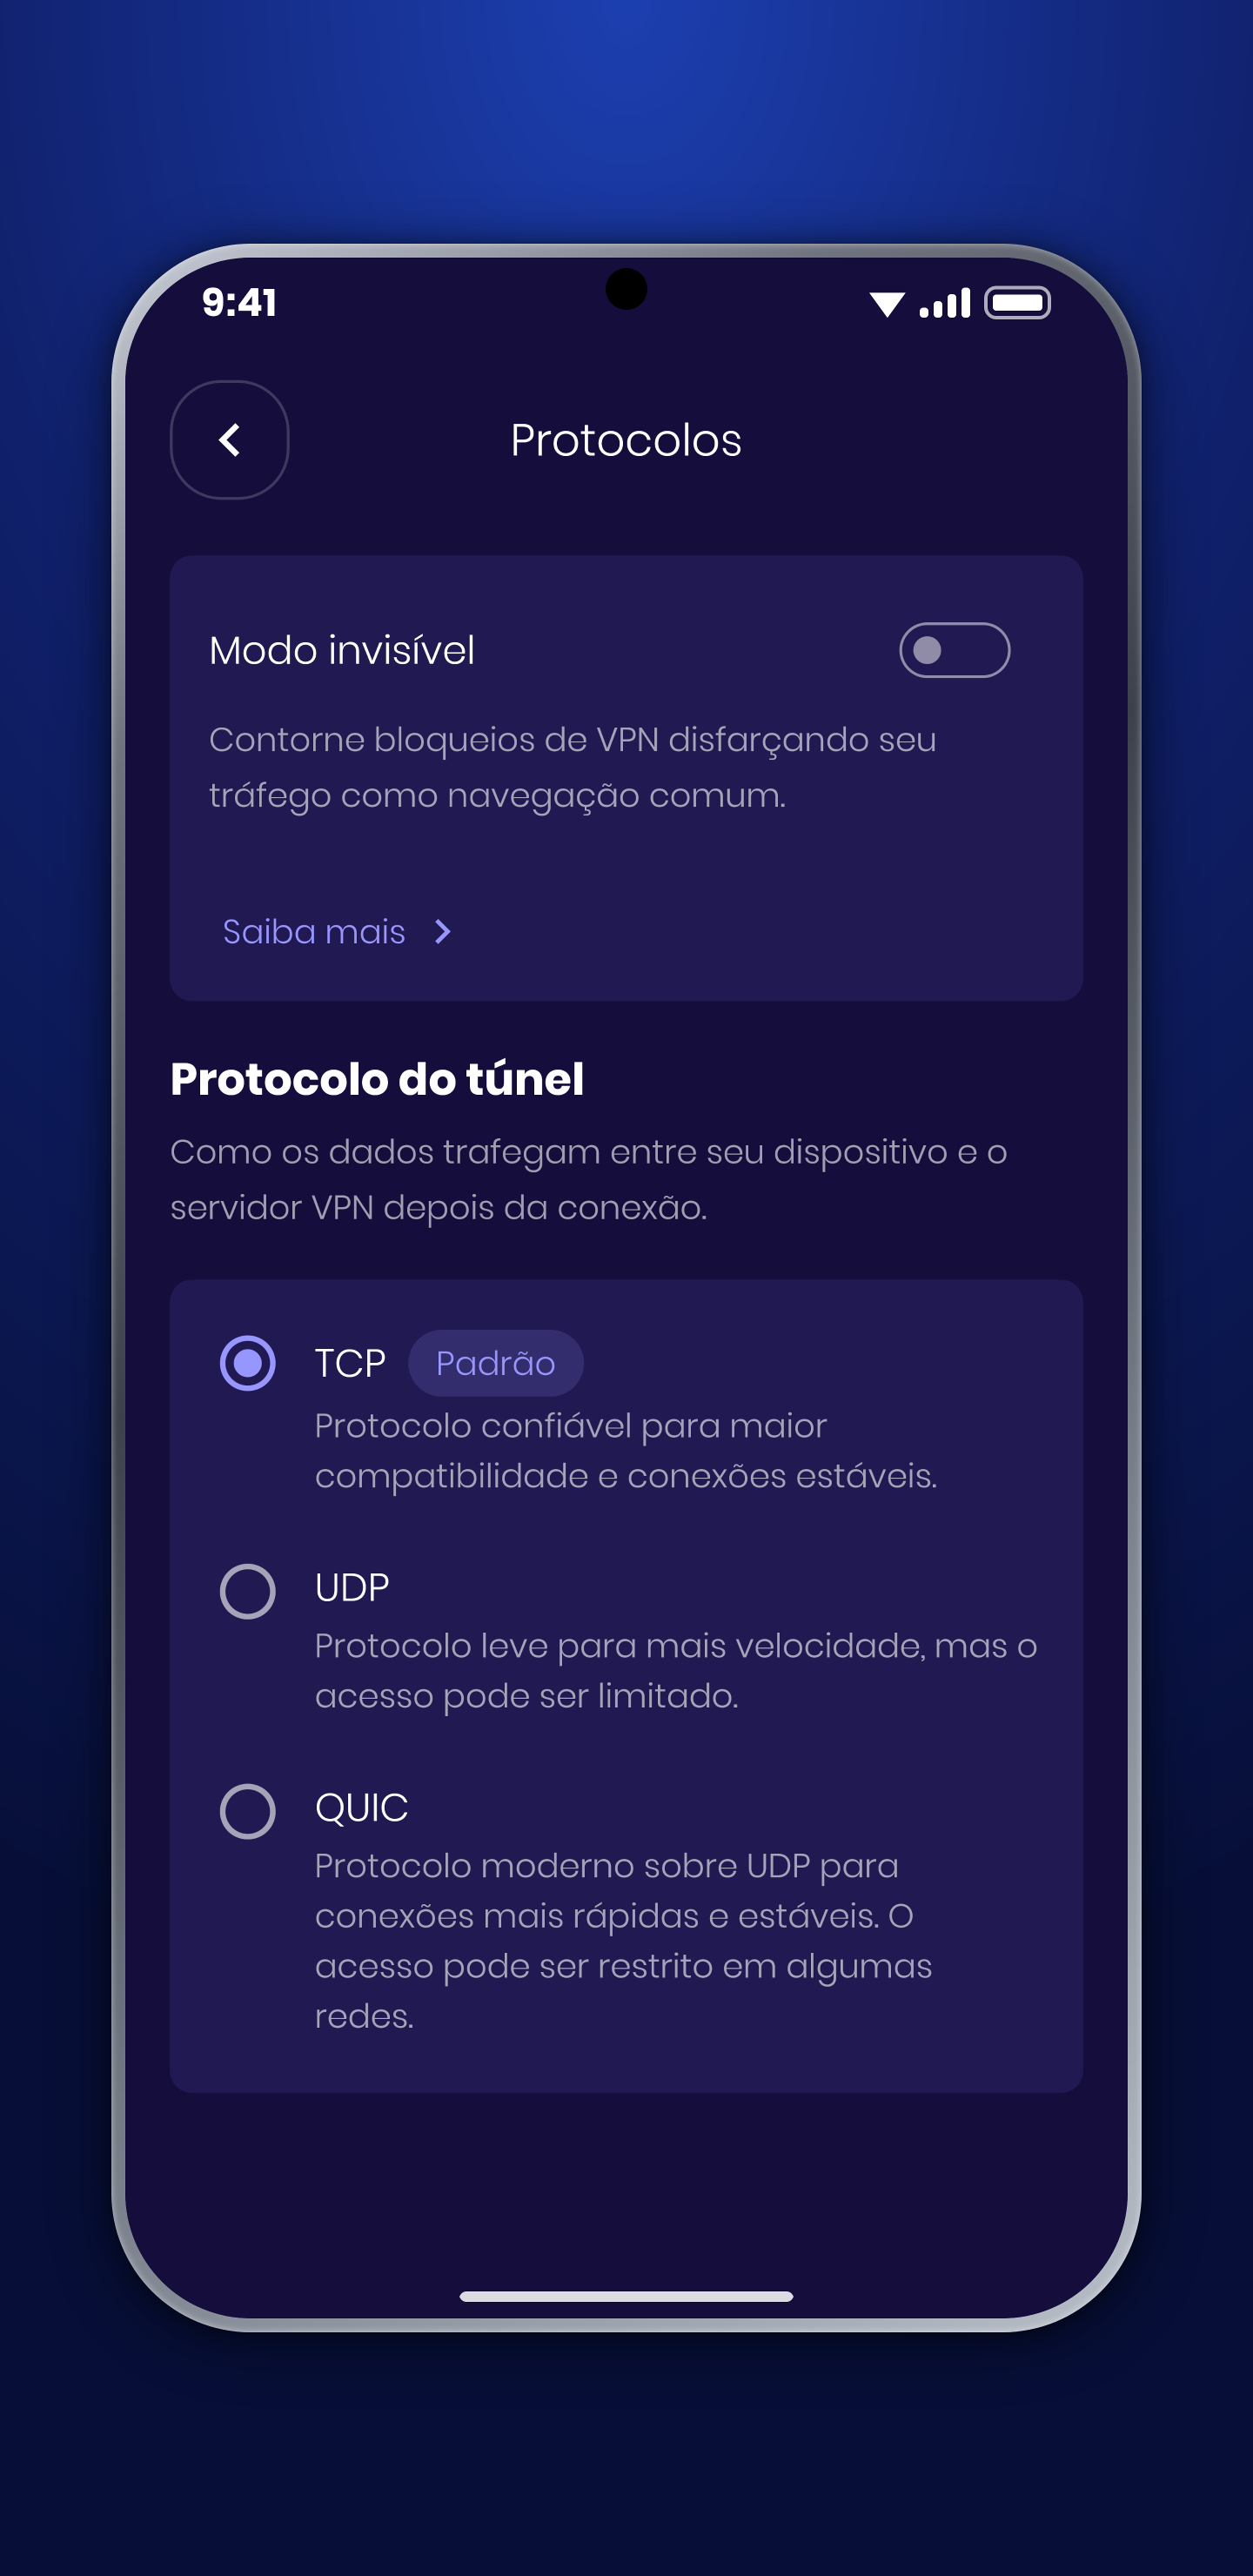 9:41
Protocolos
Modo invisível
Contorne bloqueios de VPN disfarçando seu
tráfego como navegação comum.
Saiba mais
Protocolo do túnel
Como os dados trafegam entre seu dispositivo e o
servidor VPN depois da conexão.
TCP Padrão
Protocolo confiável para maior
compatibilidade e conexões estáveis.
UDP
Protocolo leve para mais velocidade, mas o
acesso pode ser limitado.
QUIC
Protocolo moderno sobre UDP para
conexões mais rápidas e estáveis. O
acesso pode ser restrito em algumas
redes.